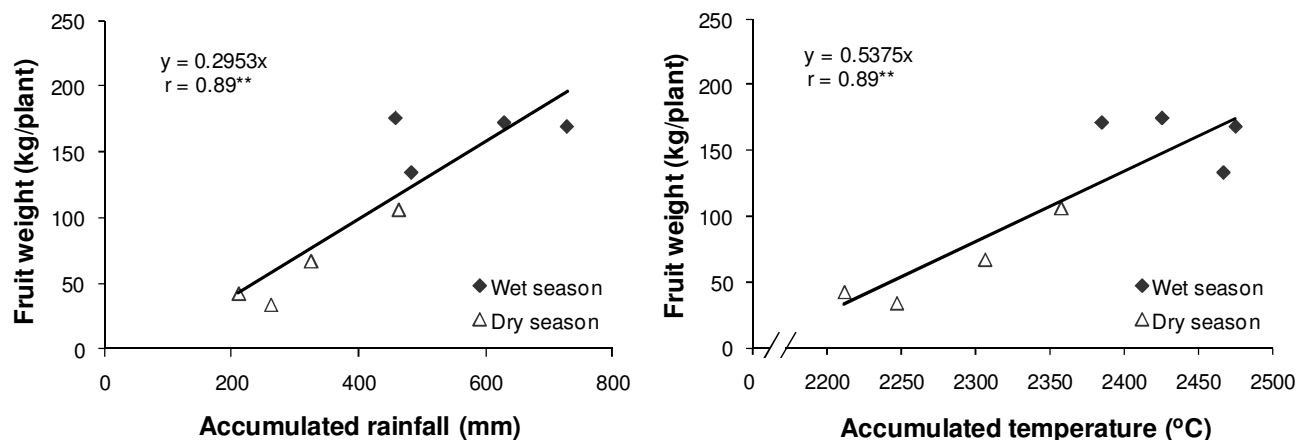 Fruit weight (kg/plant)
250
200
150
100
50
0
y = 0.2953x
r = 0.89**
Wet season
Dry season
0 200 400 600 800
Accumulated rainfall (mm)
Fruit weight (kg/plant)
250
200
150
100
50
0
y = 0.5375x
r = 0.89**
Wet season
Dry season
0 2200 2250 2300 2350 2400 2450 2500
Accumulated temperature (ºC)